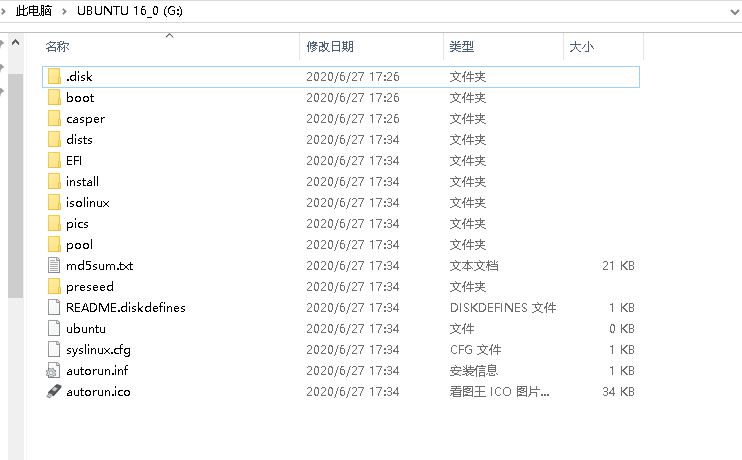 此电脑 > UBUNTU 16_0 (G:)
名称 修改日期 类型 大小
.disk 2020/6/27 17:26 文件夹
boot 2020/6/27 17:26 文件夹
casper 2020/6/27 17:26 文件夹
dists 2020/6/27 17:34 文件夹
EFI 2020/6/27 17:34 文件夹
install 2020/6/27 17:34 文件夹
isolinux 2020/6/27 17:34 文件夹
pics 2020/6/27 17:34 文件夹
pool 2020/6/27 17:34 文件夹
md5sum.txt 2020/6/27 17:34 文本文档 21 KB
preseed 2020/6/27 17:34 文件夹
README.diskdefines 2020/6/27 17:34 DISKDEFINES 文件 1 KB
ubuntu 2020/6/27 17:34 文件 0 KB
syslinux.cfg 2020/6/27 17:34 CFG 文件 1 KB
autorun.inf 2020/6/27 17:34 安装信息 1 KB
autorun.ico 2020/6/27 17:34 看图王 ICO 图片... 34 KB